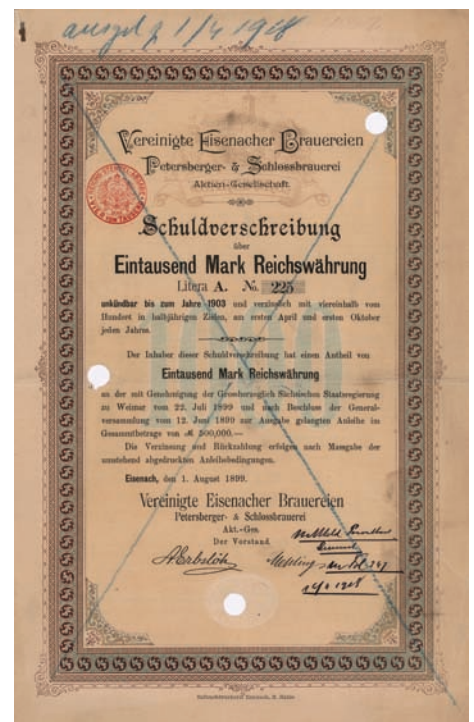 1/4 1918
Vereinigte Eisenacher Brauereien
Petersberger- & Schlossbrauerei
Aktien-Gesellschaft.
Schuldverschreibung
über
Eintausend Mark Reichswährung
Litera A. No. 225
unkündbar bis zum Jahre 1903 und verzinslich mit viereinhalb vom
Hundert in halbjährigen Zielen, am ersten April und ersten Oktober
jeden Jahres.
Der Inhaber dieser Schuldverschreibung hat einen Antheil von
Eintausend Mark Reichswährung
an der mit Genehmigung der Grossherzoglich Sächsischen Staatsregierung
zu Weimar vom 22. Juli 1899 und nach Beschluss der General-
versammlung vom 12. Juni 1899 zur Ausgabe gelangten Anleihe im
Gesammtbetrage von ℳ 500,000.—
Die Verzinsung und Rückzahlung erfolgen nach Massgabe der
umstehend abgedruckten Anleihebedingungen.
Eisenach, den 1. August 1899.
Vereinigte Eisenacher Brauereien
Petersberger- & Schlossbrauerei
Akt.-Ges.
Der Vorstand.
A. Erbslöh